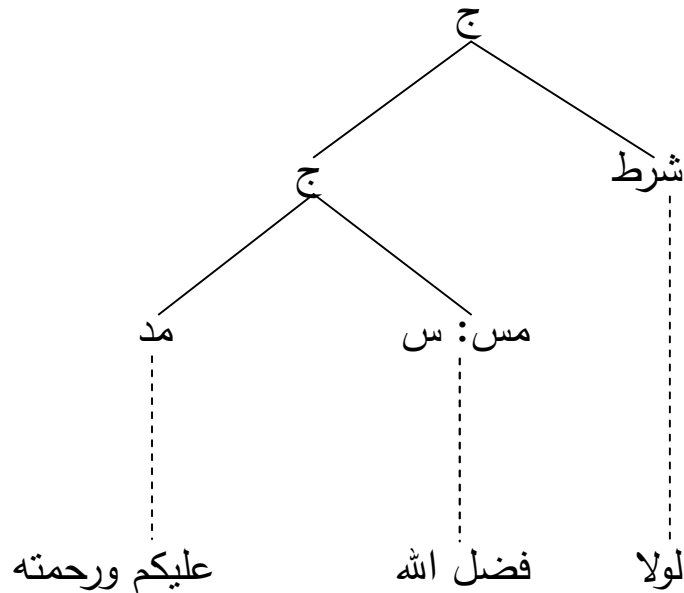 ج
شرط ج
مس: س مد
لولا فضل الله عليكم ورحمته